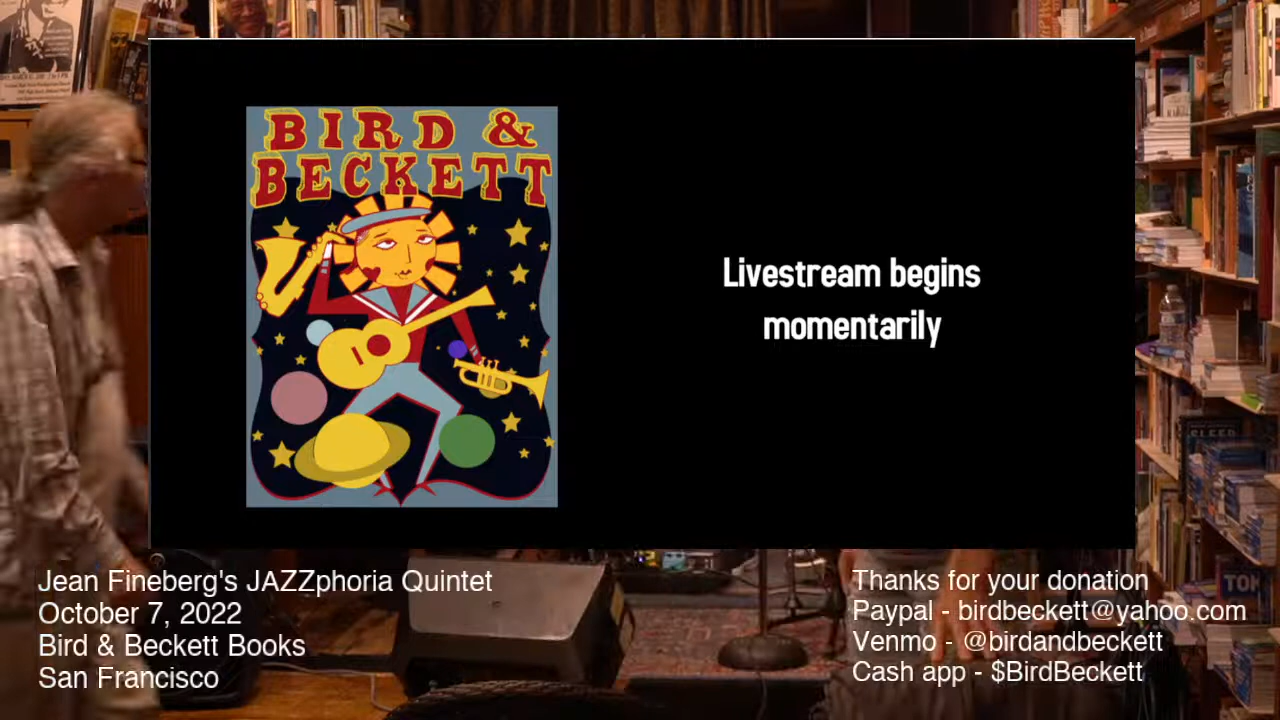 BIRD &
BECKETT
Livestream begins
momentarily
Jean Fineberg's JAZZphoria Quintet
October 7, 2022
Bird & Beckett Books
San Francisco
Thanks for your donation
Paypal - birdbeckett@yahoo.com
Venmo - @birdandbeckett
Cash app - $BirdBeckett
SLEEP